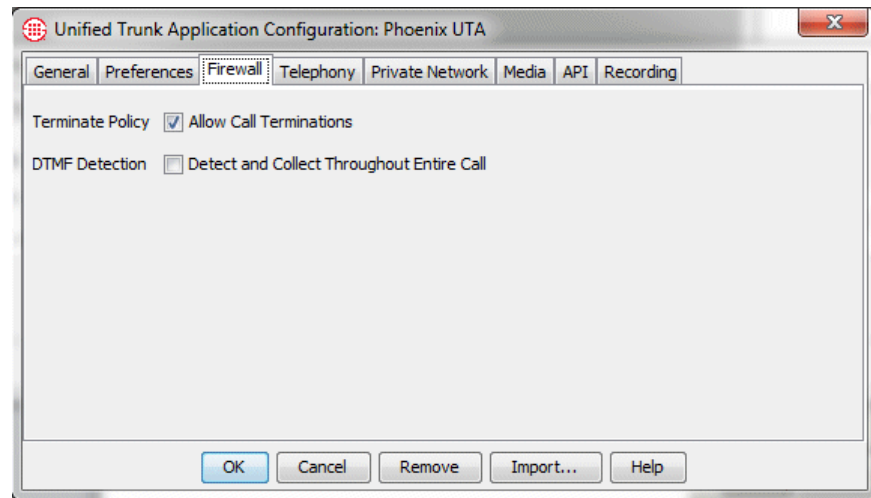 Unified Trunk Application Configuration: Phoenix UTA
General Preferences Firewall Telephony Private Network Media API Recording
Terminate Policy Allow Call Terminations
DTMF Detection Detect and Collect Throughout Entire Call
OK Cancel Remove Import... Help